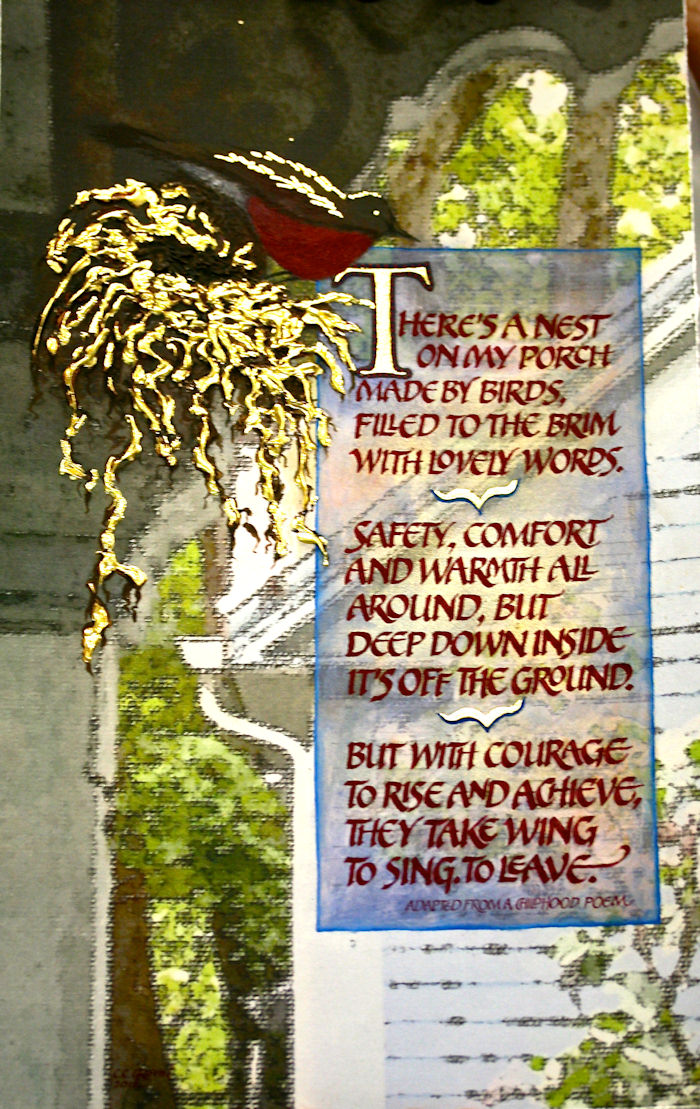 THERE'S A NEST
ON MY PORCH
MADE BY BIRDS,
FILLED TO THE BRIM
WITH LOVELY WORDS.
SAFETY, COMFORT
AND WARMTH ALL
AROUND, BUT
DEEP DOWN INSIDE
IT'S OFF THE GROUND.
BUT WITH COURAGE
TO RISE AND ACHIEVE,
THEY TAKE WING
TO SING. TO LEAVE.
ADAPTED FROM A CHILDHOOD POEM.